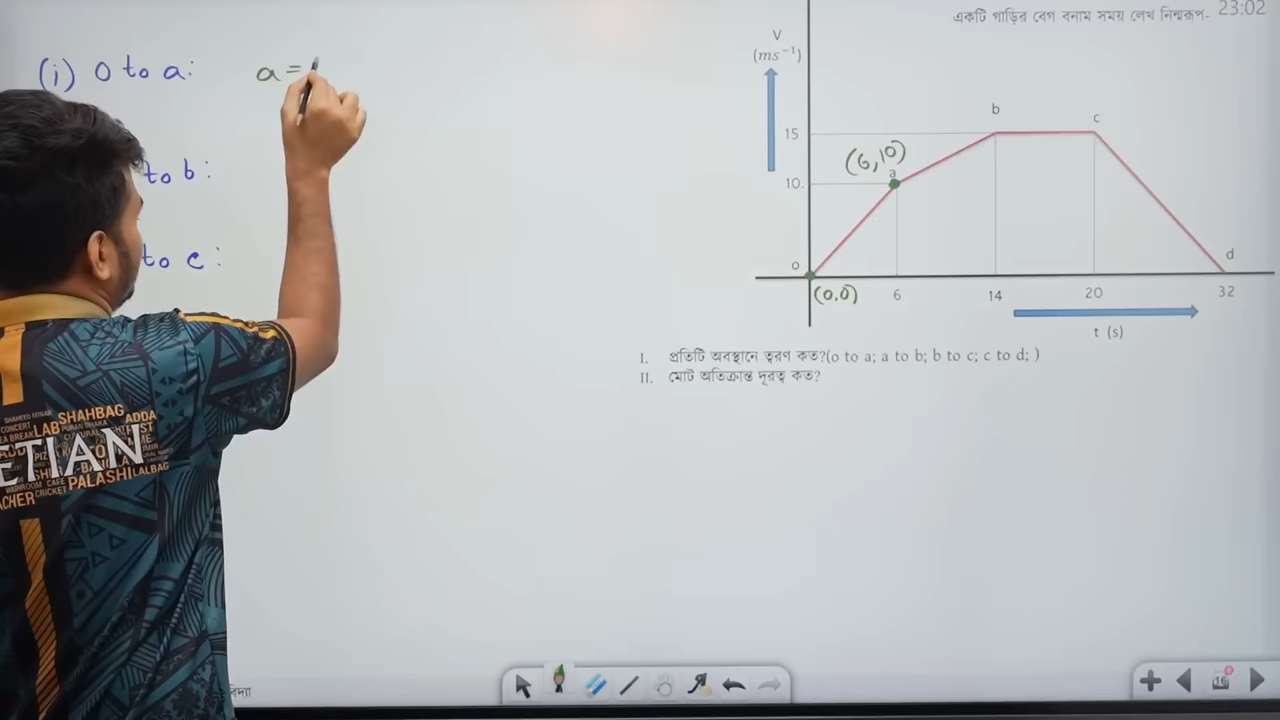 একটি গাড়ির বেগ বনাম সময় লেখ নিম্নরূপ- 23:02
(i) 0 to a: a=
to b:
to c:
V
(ms⁻¹)
b
c
15
(6,10)
a
10
o
d
(0,0)
6
14
20
32
t (s)
I. প্রতিটি অবস্থানে ত্বরণ কত?(o to a; a to b; b to c; c to d; )
II. মোট অতিক্রান্ত দূরত্ব কত?
SHAHBAG
ADDA
LAB
ETIAN
PALASHI
LALBAG
CRICKET
16